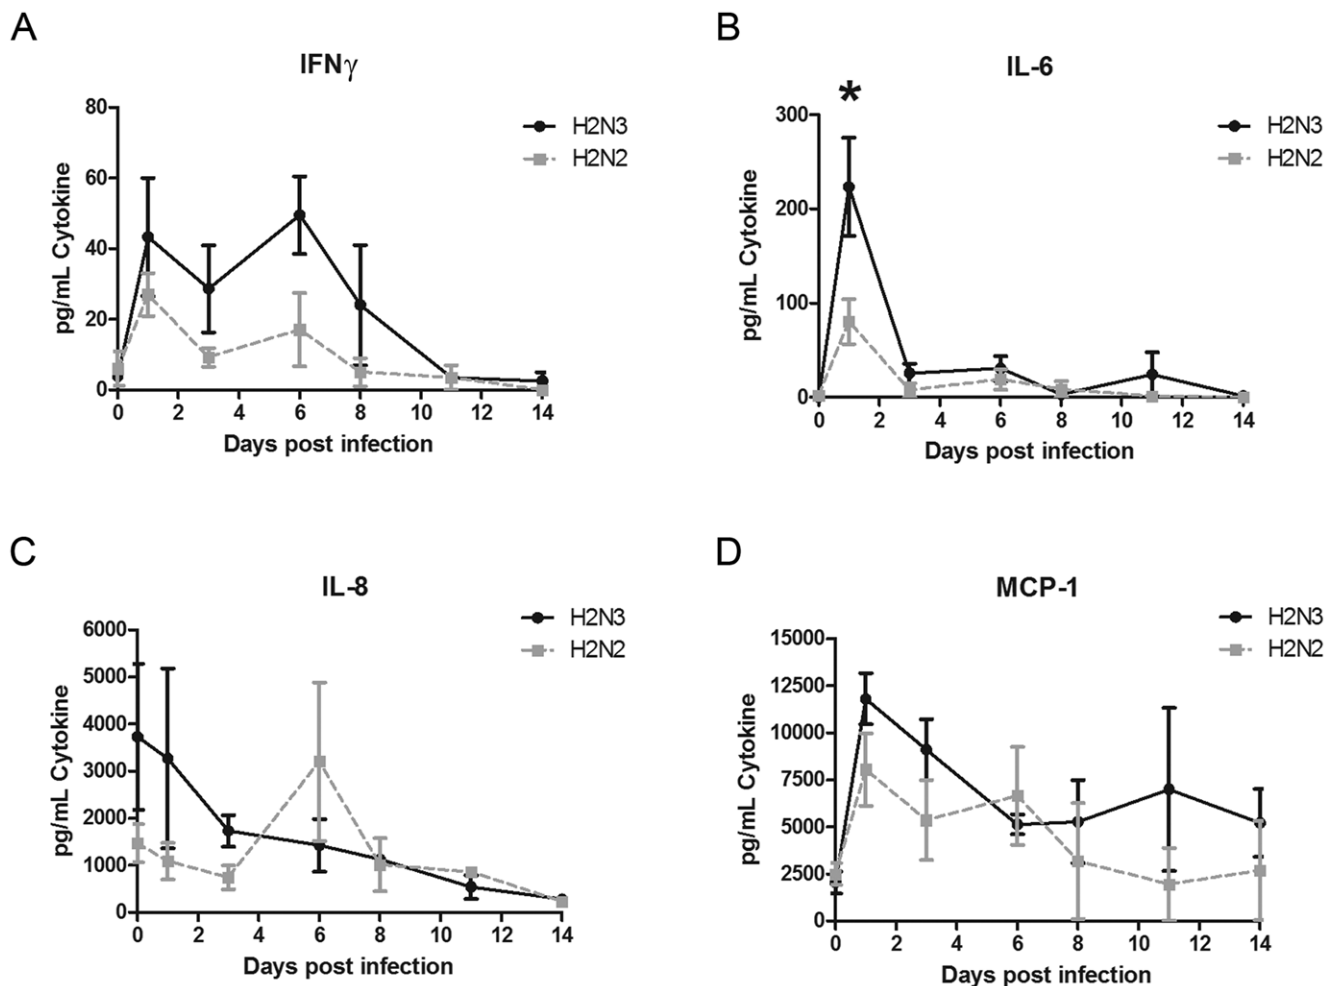 A
IFNγ
80
60
40
20
0
pg/mL Cytokine
0 2 4 6 8 10 12 14
Days post infection
H2N3
H2N2
B
IL-6
*
300
200
100
0
pg/mL Cytokine
0 2 4 6 8 10 12 14
Days post infection
H2N3
H2N2
C
IL-8
6000
5000
4000
3000
2000
1000
0
pg/mL Cytokine
0 2 4 6 8 10 12 14
Days post infection
H2N3
H2N2
D
MCP-1
15000
12500
10000
7500
5000
2500
0
pg/mL Cytokine
0 2 4 6 8 10 12 14
Days post infection
H2N3
H2N2